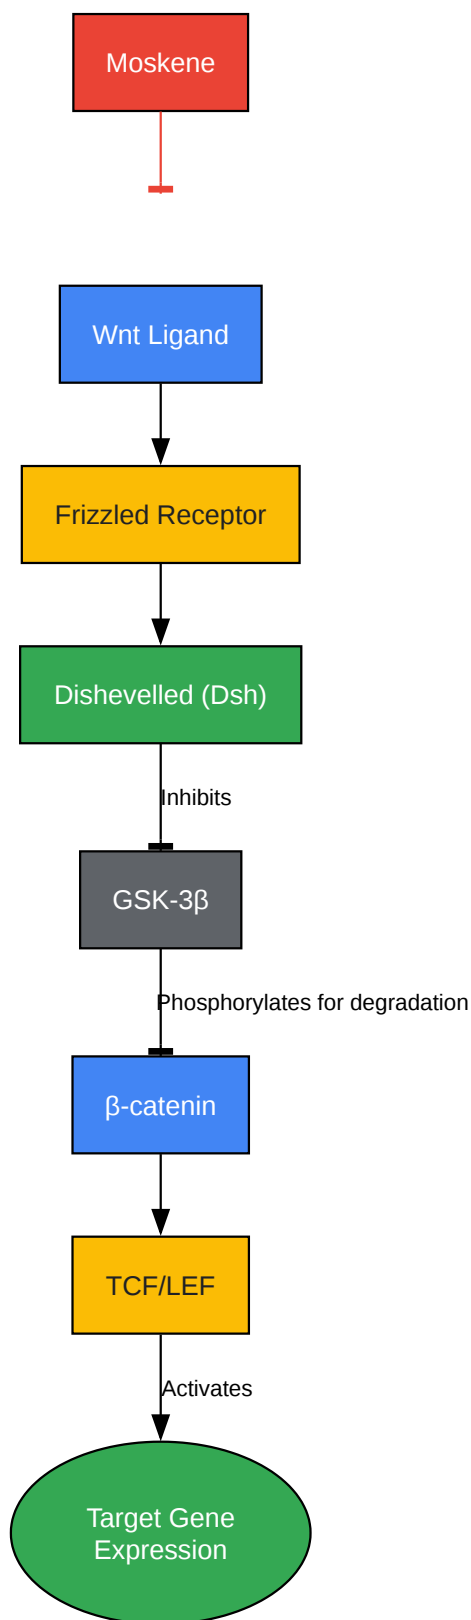 Moskene
Wnt Ligand
Frizzled Receptor
Dishevelled (Dsh)
Inhibits
GSK-3β
Phosphorylates for degradation
β-catenin
TCF/LEF
Activates
Target Gene
Expression